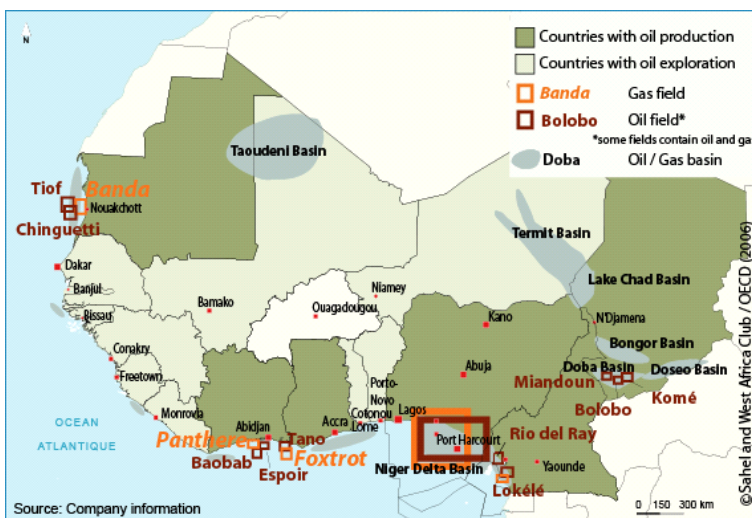 N
Countries with oil production
Countries with oil exploration
Banda Gas field
Bolobo Oil field*
*some fields contain oil and gas
Doba Oil / Gas basin
Taoudeni Basin
Tiof
Banda
Nouakchott
Chinguetti
Termit Basin
Dakar
Lake Chad Basin
Banjul
Niamey
Bissau
Bamako
Ouagadougou
Kano
N'Djamena
Bongor Basin
Conakry
Abuja
Doba Basin
Doseo Basin
Freetown
Miandoun
Porto-
Novo
Komé
Bolobo
Monrovia
Abidjan
Accra
Cotonou
Lagos
Lome
OCEAN
ATLANTIQUE
Panthere
Tano
Port Harcourt
Rio del Ray
Baobab
Foxtrot
Espoir
Niger Delta Basin
Yaounde
Lokélé
Source: Company information
0 150 300 km
©Sahel and West Africa Club / OECD (2006)